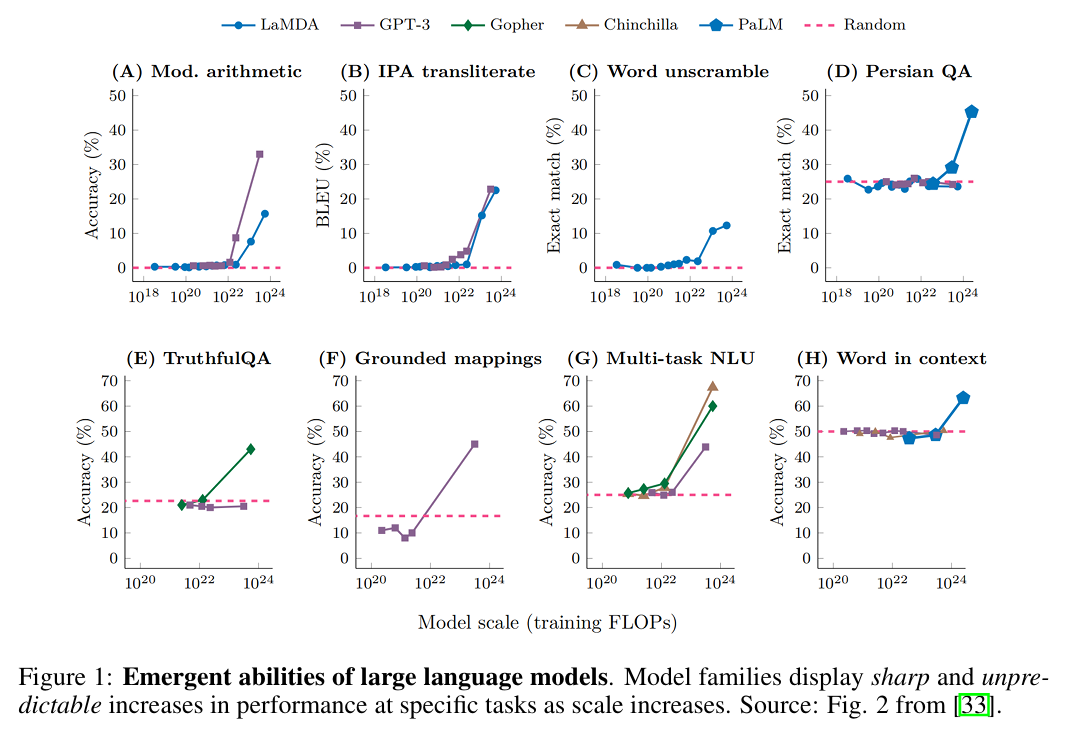 LaMDA GPT-3 Gopher Chinchilla PaLM Random
(A) Mod. arithmetic (B) IPA transliterate (C) Word unscramble (D) Persian QA
Accuracy (%)
50
40
30
20
10
0
10^18 10^20 10^22 10^24
BLEU (%)
50
40
30
20
10
0
10^18 10^20 10^22 10^24
Exact match (%)
50
40
30
20
10
0
10^18 10^20 10^22 10^24
Exact match (%)
50
40
30
20
10
0
10^18 10^20 10^22 10^24
(E) TruthfulQA (F) Grounded mappings (G) Multi-task NLU (H) Word in context
Accuracy (%)
70
60
50
40
30
20
10
0
10^20 10^22 10^24
Accuracy (%)
70
60
50
40
30
20
10
0
10^20 10^22 10^24
Accuracy (%)
70
60
50
40
30
20
10
0
10^20 10^22 10^24
Accuracy (%)
70
60
50
40
30
20
10
0
10^20 10^22 10^24
Model scale (training FLOPs)
Figure 1: Emergent abilities of large language models. Model families display sharp and unpre-
dictable increases in performance at specific tasks as scale increases. Source: Fig. 2 from [33].